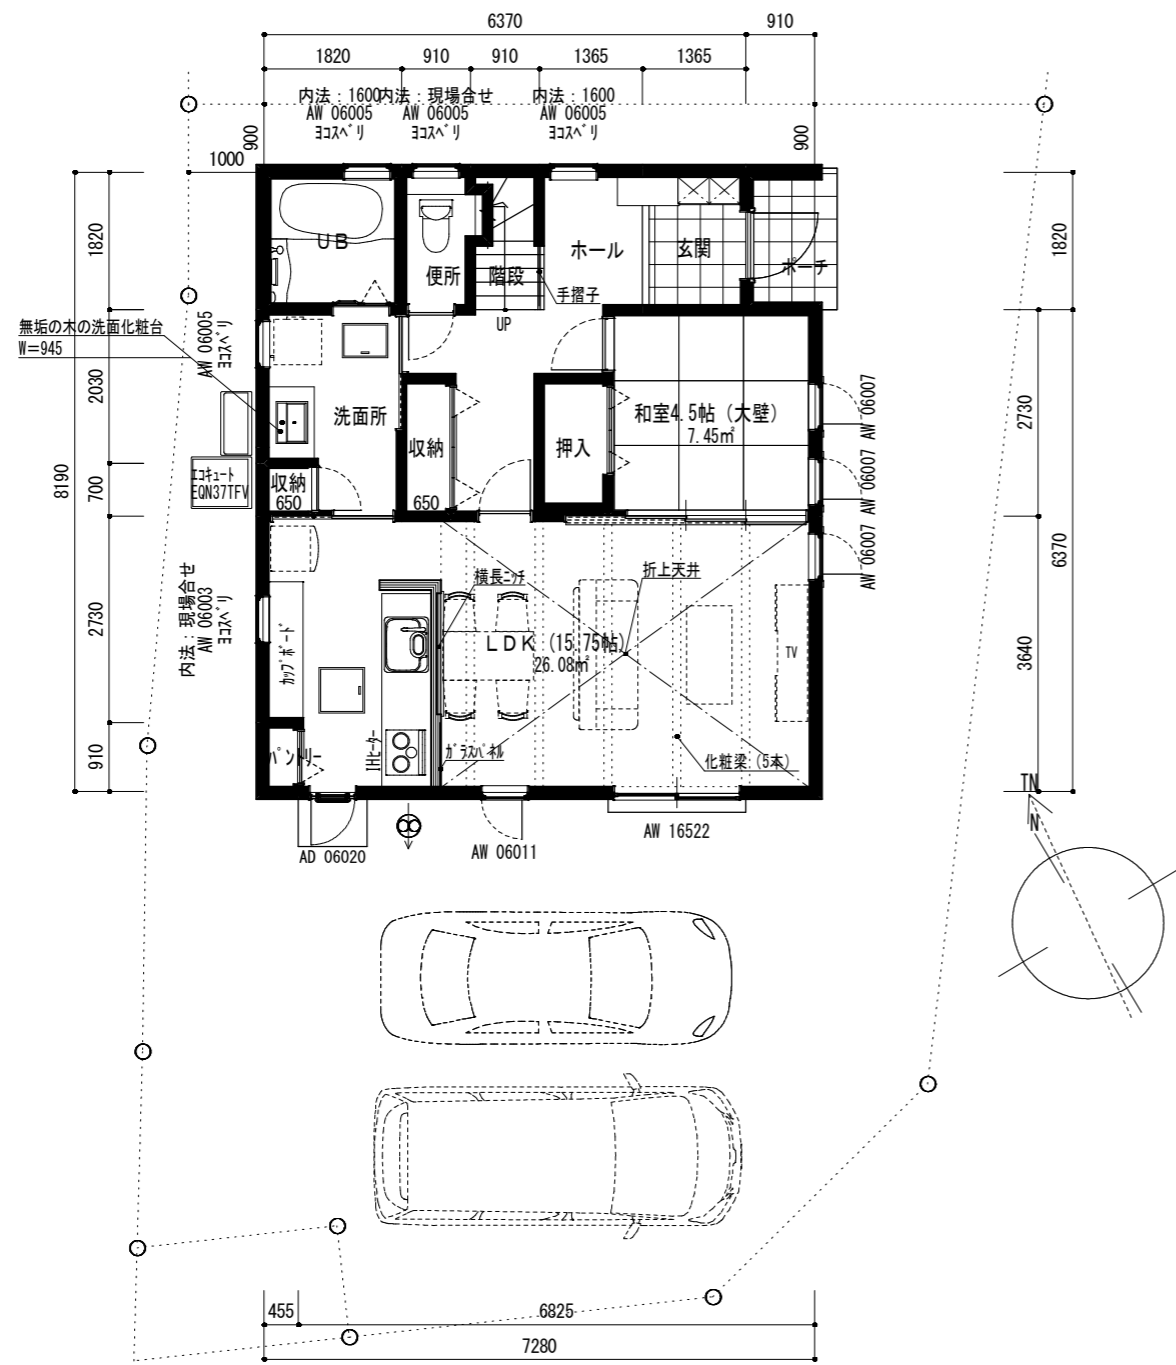 6370
910
1820
910
910
1365
1365
内法：1600
AW 06005
ﾖｺｽﾍﾞﾘ
内法：現場合せ
AW 06005
ﾖｺｽﾍﾞﾘ
内法：1600
AW 06005
ﾖｺｽﾍﾞﾘ
900
900
1000
1820
2030
700
2730
910
8190
1820
2730
3640
6370
UB
便所
階段
ホール
玄関
ポーチ
手摺子
UP
無垢の木の洗面化粧台
W=945
AW 06005
ﾖｺｽﾍﾞﾘ
洗面所
収納
650
押入
和室4.5帖（大壁）
7.45㎡
AW 06007
AW 06007
AW 06007
ｴｺｷｭｰﾄ
EQN37TFV
収納
650
内法：現場合せ
AW 06003
ﾖｺｽﾍﾞﾘ
ｶｯﾌﾟﾎﾞｰﾄﾞ
横長ﾆｯﾁ
折上天井
LDK（15.75帖）
26.08㎡
TV
パントリー
IHﾋｰﾀｰ
ｶﾞﾗｽﾊﾟﾈﾙ
化粧梁（5本）
AD 06020
AW 06011
AW 16522
TN
N
455
6825
7280